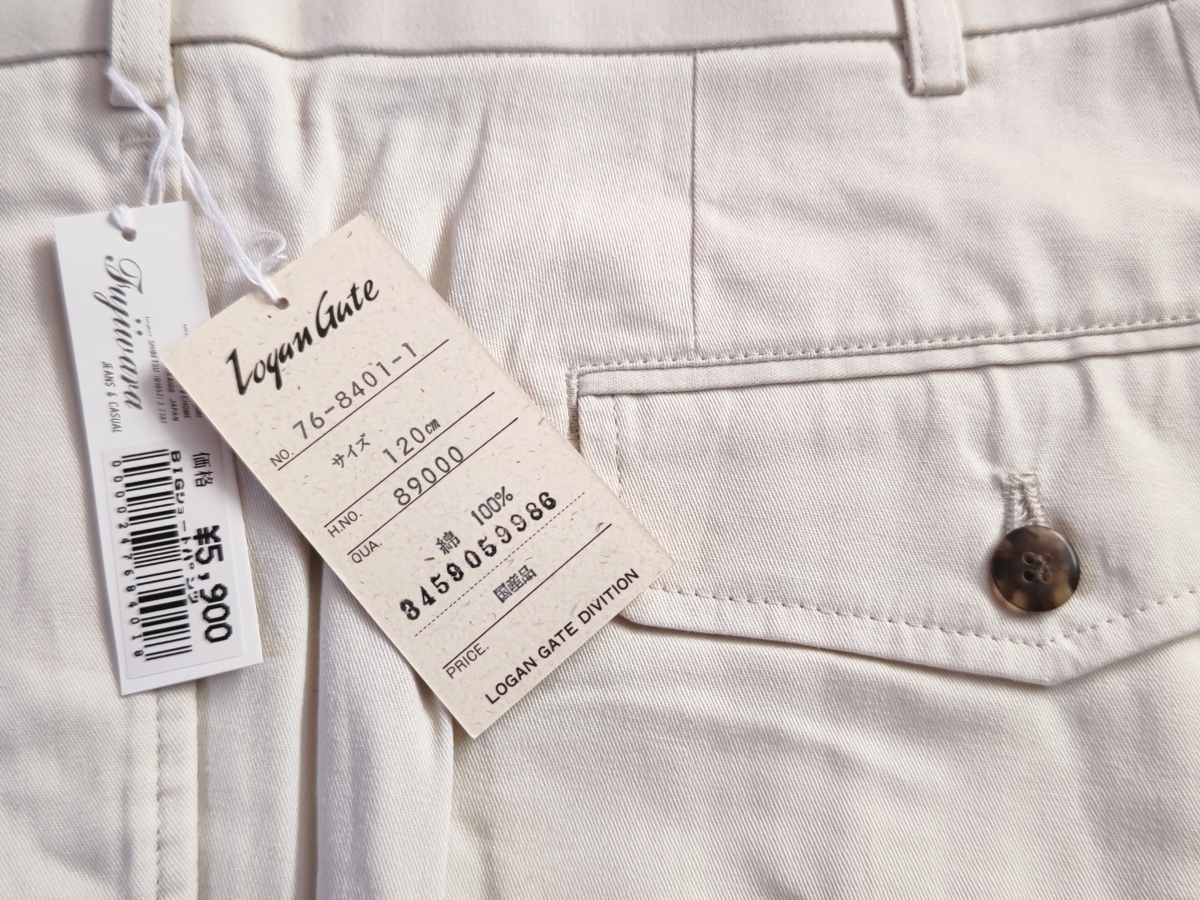 Fujiwara
JEANS & CASUAL
価格
¥5,900
BIGショートパンツ
0000247684018
Logan Gate
NO. 76-8401-1
サイズ 120cm
H.NO. 89000
QUA. 綿 100%
3459059986
国産品
PRICE.
LOGAN GATE DIVITION